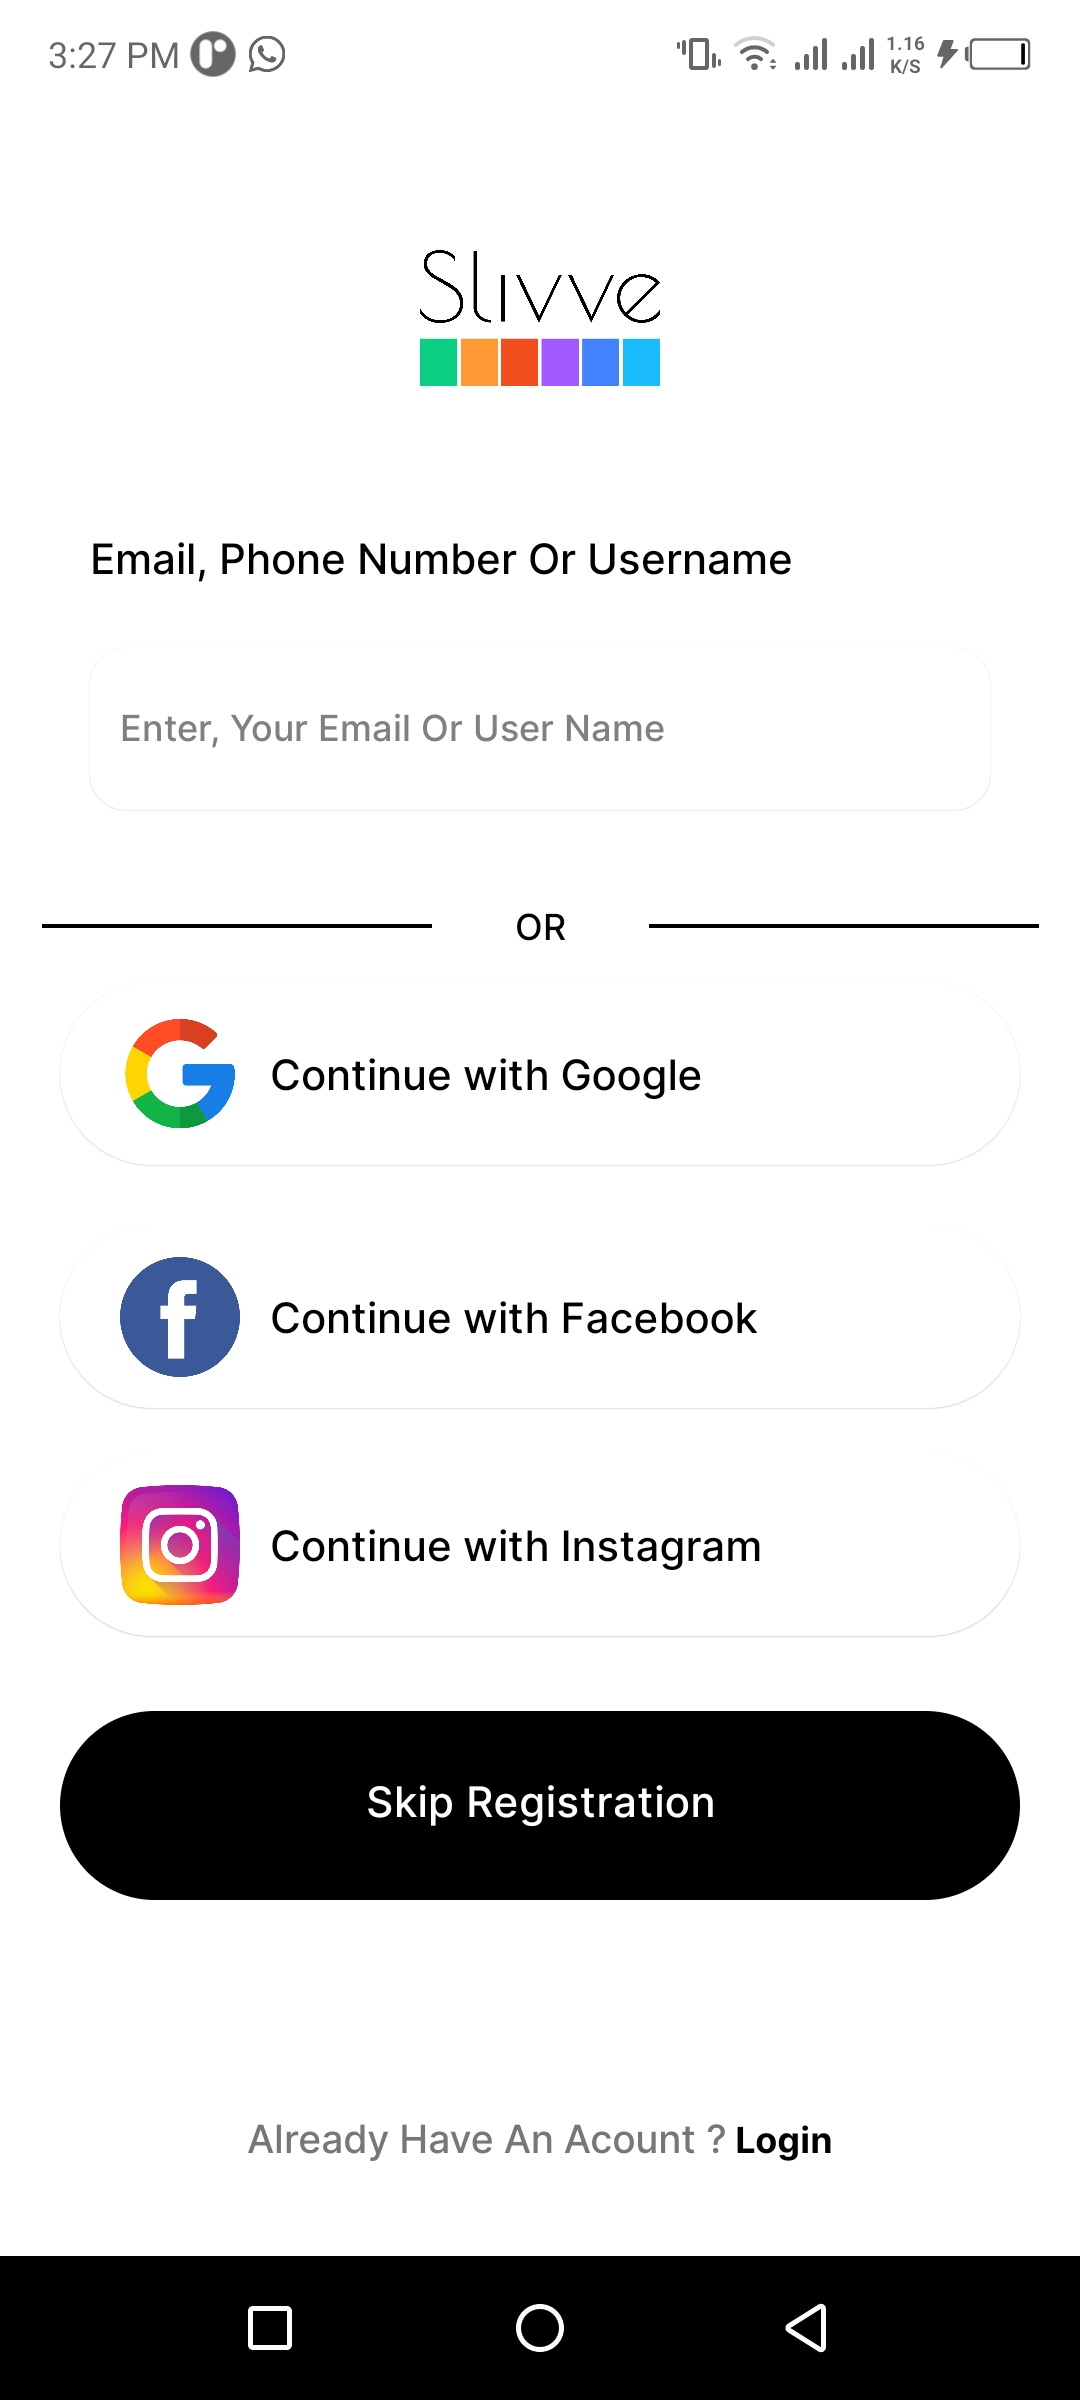 3:27 PM
1.16
K/S
Slivve
Email, Phone Number Or Username
Enter, Your Email Or User Name
OR
Continue with Google
Continue with Facebook
Continue with Instagram
Skip Registration
Already Have An Acount ? Login